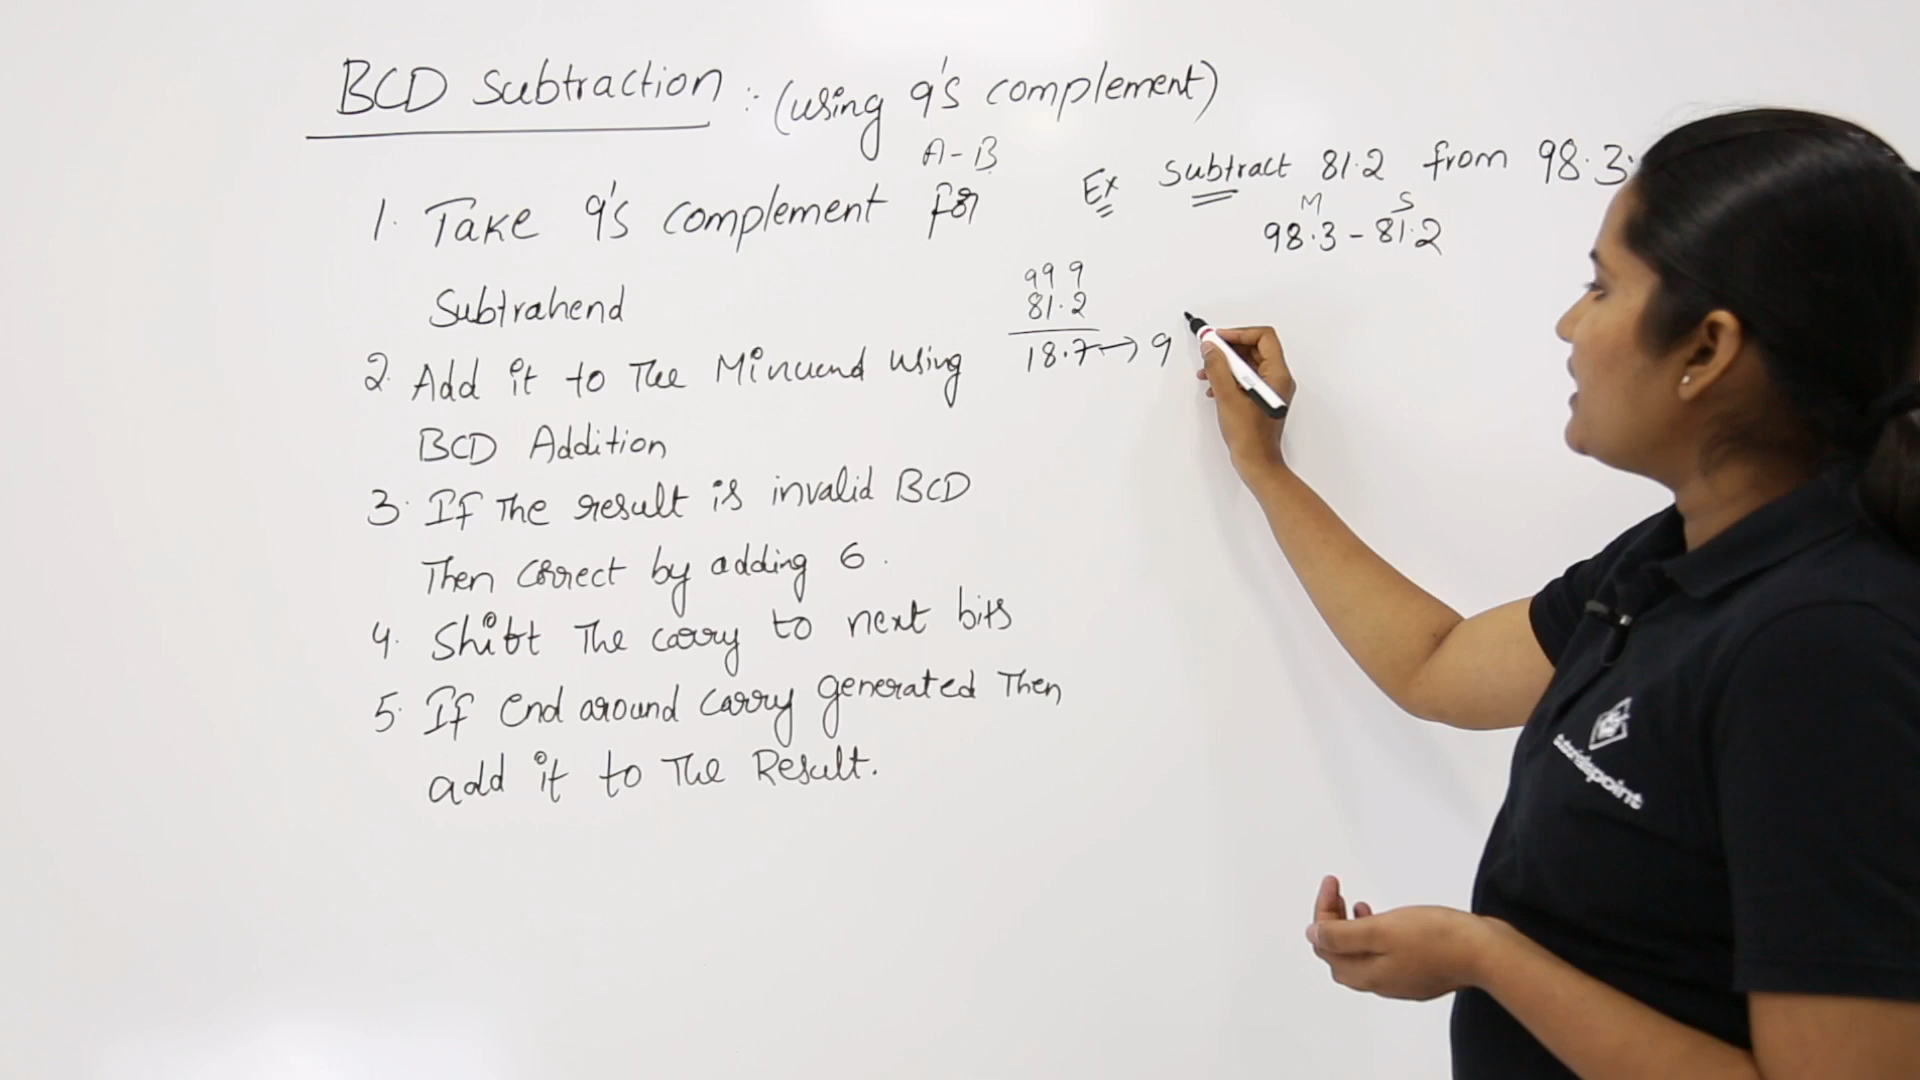 BCD Subtraction :: (using 9's complement)
A-B
1. Take 9's complement for
Subtrahend
2. Add it to The Minuend using
BCD Addition
3. If The result is invalid BCD
Then correct by adding 6.
4. Shift The carry to next bits
5. If end around carry generated Then
add it to The Result.
Ex Subtract 81.2 from 98.3.
M S
98.3 - 81.2
99 9
81.2
18.7 → 9
tutorialspoint